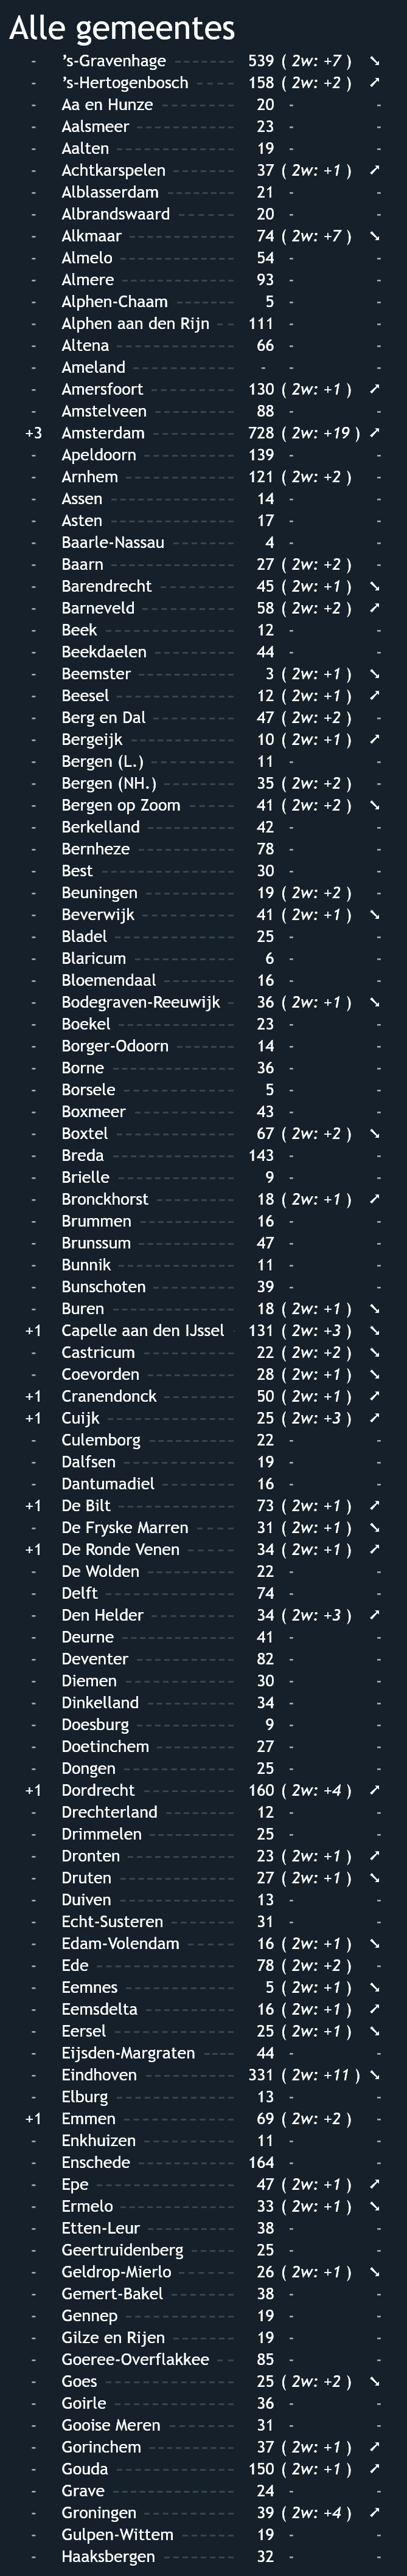 Alle gemeentes
- 's-Gravenhage ---------- 539 ( 2w: +7 ) ➘
- 's-Hertogenbosch ---- 158 ( 2w: +2 ) ➚
- Aa en Hunze ---------- 20 - -
- Aalsmeer ---------- 23 - -
- Aalten ---------- 19 - -
- Achtkarspelen ---------- 37 ( 2w: +1 ) ➚
- Alblasserdam ---------- 21 - -
- Albrandswaard ---------- 20 - -
- Alkmaar ---------- 74 ( 2w: +7 ) ➘
- Almelo ---------- 54 - -
- Almere ---------- 93 - -
- Alphen-Chaam ---------- 5 - -
- Alphen aan den Rijn -- 111 - -
- Altena ---------- 66 - -
- Ameland ---------- - - -
- Amersfoort ---------- 130 ( 2w: +1 ) ➚
- Amstelveen ---------- 88 - -
+3 Amsterdam ---------- 728 ( 2w: +19 ) ➚
- Apeldoorn ---------- 139 - -
- Arnhem ---------- 121 ( 2w: +2 ) -
- Assen ---------- 14 - -
- Asten ---------- 17 - -
- Baarle-Nassau ---------- 4 - -
- Baarn ---------- 27 ( 2w: +2 ) -
- Barendrecht ---------- 45 ( 2w: +1 ) ➘
- Barneveld ---------- 58 ( 2w: +2 ) ➚
- Beek ---------- 12 - -
- Beekdaelen ---------- 44 - -
- Beemster ---------- 3 ( 2w: +1 ) ➘
- Beesel ---------- 12 ( 2w: +1 ) ➚
- Berg en Dal ---------- 47 ( 2w: +2 ) -
- Bergeijk ---------- 10 ( 2w: +1 ) ➚
- Bergen (L.) ---------- 11 - -
- Bergen (NH.) ---------- 35 ( 2w: +2 ) -
- Bergen op Zoom ----- 41 ( 2w: +2 ) ➘
- Berkelland ---------- 42 - -
- Bernheze ---------- 78 - -
- Best ---------- 30 - -
- Beuningen ---------- 19 ( 2w: +2 ) -
- Beverwijk ---------- 41 ( 2w: +1 ) ➘
- Bladel ---------- 25 - -
- Blaricum ---------- 6 - -
- Bloemendaal ---------- 16 - -
- Bodegraven-Reeuwijk - 36 ( 2w: +1 ) ➘
- Boekel ---------- 23 - -
- Borger-Odoorn ---------- 14 - -
- Borne ---------- 36 - -
- Borsele ---------- 5 - -
- Boxmeer ---------- 43 - -
- Boxtel ---------- 67 ( 2w: +2 ) ➘
- Breda ---------- 143 - -
- Brielle ---------- 9 - -
- Bronckhorst ---------- 18 ( 2w: +1 ) ➚
- Brummen ---------- 16 - -
- Brunssum ---------- 47 - -
- Bunnik ---------- 11 - -
- Bunschoten ---------- 39 - -
- Buren ---------- 18 ( 2w: +1 ) ➘
+1 Capelle aan den IJssel 131 ( 2w: +3 ) ➘
- Castricum ---------- 22 ( 2w: +2 ) ➘
- Coevorden ---------- 28 ( 2w: +1 ) ➘
+1 Cranendonck ---------- 50 ( 2w: +1 ) ➚
+1 Cuijk ---------- 25 ( 2w: +3 ) ➚
- Culemborg ---------- 22 - -
- Dalfsen ---------- 19 - -
- Dantumadiel ---------- 16 - -
+1 De Bilt ---------- 73 ( 2w: +1 ) ➚
- De Fryske Marren ---- 31 ( 2w: +1 ) ➘
+1 De Ronde Venen ----- 34 ( 2w: +1 ) ➚
- De Wolden ---------- 22 - -
- Delft ---------- 74 - -
- Den Helder ---------- 34 ( 2w: +3 ) ➚
- Deurne ---------- 41 - -
- Deventer ---------- 82 - -
- Diemen ---------- 30 - -
- Dinkelland ---------- 34 - -
- Doesburg ---------- 9 - -
- Doetinchem ---------- 27 - -
- Dongen ---------- 25 - -
+1 Dordrecht ---------- 160 ( 2w: +4 ) ➚
- Drechterland ---------- 12 - -
- Drimmelen ---------- 25 - -
- Dronten ---------- 23 ( 2w: +1 ) ➚
- Druten ---------- 27 ( 2w: +1 ) ➘
- Duiven ---------- 13 - -
- Echt-Susteren ---------- 31 - -
- Edam-Volendam ----- 16 ( 2w: +1 ) ➘
- Ede ---------- 78 ( 2w: +2 ) -
- Eemnes ---------- 5 ( 2w: +1 ) ➘
- Eemsdelta ---------- 16 ( 2w: +1 ) ➚
- Eersel ---------- 25 ( 2w: +1 ) ➘
- Eijsden-Margraten ---- 44 - -
- Eindhoven ---------- 331 ( 2w: +11 ) ➘
- Elburg ---------- 13 - -
+1 Emmen ---------- 69 ( 2w: +2 ) -
- Enkhuizen ---------- 11 - -
- Enschede ---------- 164 - -
- Epe ---------- 47 ( 2w: +1 ) ➚
- Ermelo ---------- 33 ( 2w: +1 ) ➘
- Etten-Leur ---------- 38 - -
- Geertruidenberg ----- 25 - -
- Geldrop-Mierlo ---------- 26 ( 2w: +1 ) ➘
- Gemert-Bakel ---------- 38 - -
- Gennep ---------- 19 - -
- Gilze en Rijen ---------- 19 - -
- Goeree-Overflakkee -- 85 - -
- Goes ---------- 25 ( 2w: +2 ) ➘
- Goirle ---------- 36 - -
- Gooise Meren ---------- 31 - -
- Gorinchem ---------- 37 ( 2w: +1 ) ➚
- Gouda ---------- 150 ( 2w: +1 ) ➚
- Grave ---------- 24 - -
- Groningen ---------- 39 ( 2w: +4 ) ➚
- Gulpen-Wittem ---------- 19 - -
- Haaksbergen ---------- 32 - -